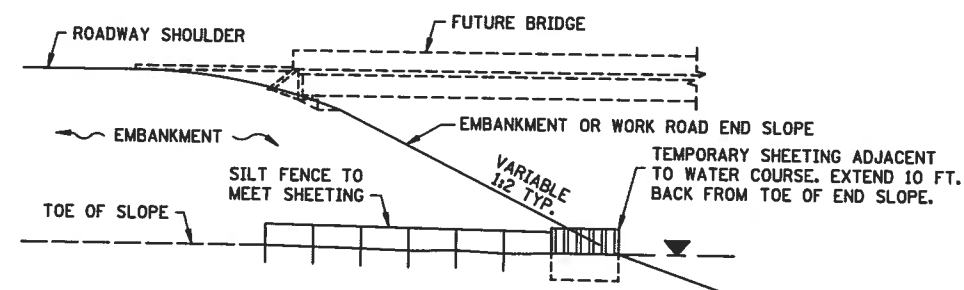 FUTURE BRIDGE
ROADWAY SHOULDER
EMBANKMENT
EMBANKMENT OR WORK ROAD END SLOPE
VARIABLE
1:2 TYP.
TEMPORARY SHEETING ADJACENT
TO WATER COURSE. EXTEND 10 FT.
BACK FROM TOE OF END SLOPE.
SILT FENCE TO
MEET SHEETING
TOE OF SLOPE